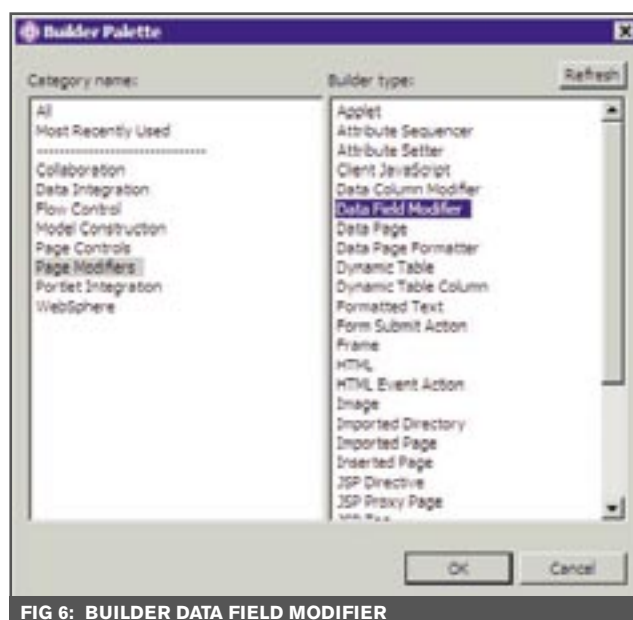 Builder Palette
Category name:
Builder type:
Refresh
All
Most Recently Used
Collaboration
Data Integration
Flow Control
Model Construction
Page Controls
Page Modifiers
Portlet Integration
WebSphere
Applet
Attribute Sequencer
Attribute Setter
Client JavaScript
Data Column Modifier
Data Field Modifier
Data Page
Data Page Formatter
Dynamic Table
Dynamic Table Column
Formatted Text
Form Submit Action
Frame
HTML
HTML Event Action
Image
Imported Directory
Imported Page
Inserted Page
JSP Directive
JSP Proxy Page
OK
Cancel
FIG 6: BUILDER DATA FIELD MODIFIER